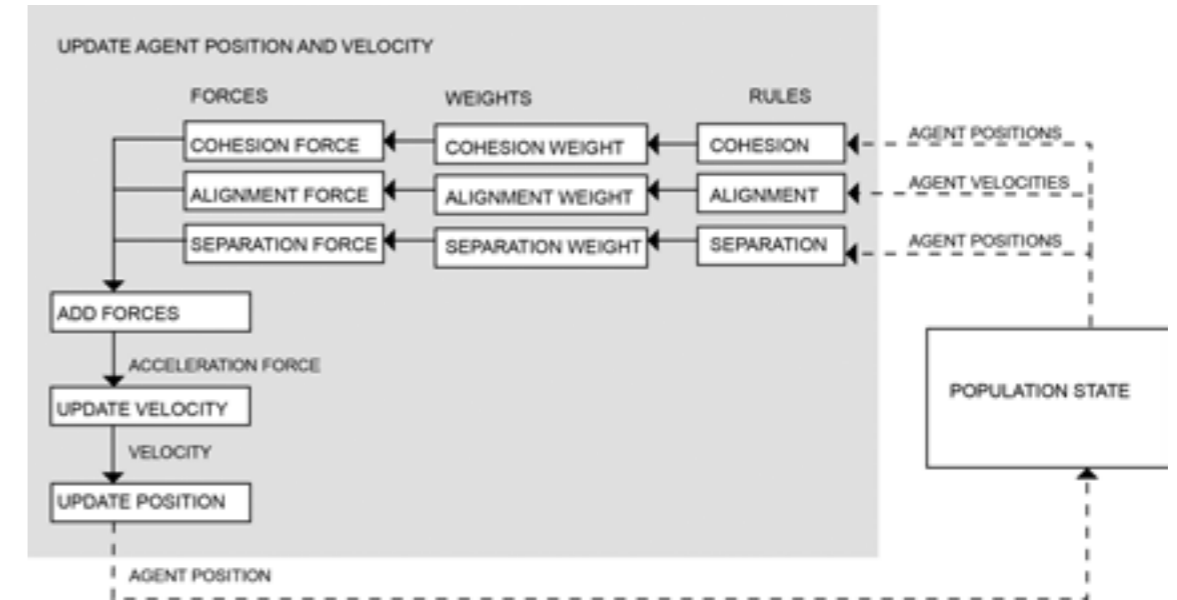 UPDATE AGENT POSITION AND VELOCITY
FORCES
WEIGHTS
RULES
AGENT POSITIONS
COHESION FORCE
COHESION WEIGHT
COHESION
AGENT VELOCITIES
ALIGNMENT FORCE
ALIGNMENT WEIGHT
ALIGNMENT
AGENT POSITIONS
SEPARATION FORCE
SEPARATION WEIGHT
SEPARATION
ADD FORCES
ACCELERATION FORCE
UPDATE VELOCITY
POPULATION STATE
VELOCITY
UPDATE POSITION
AGENT POSITION